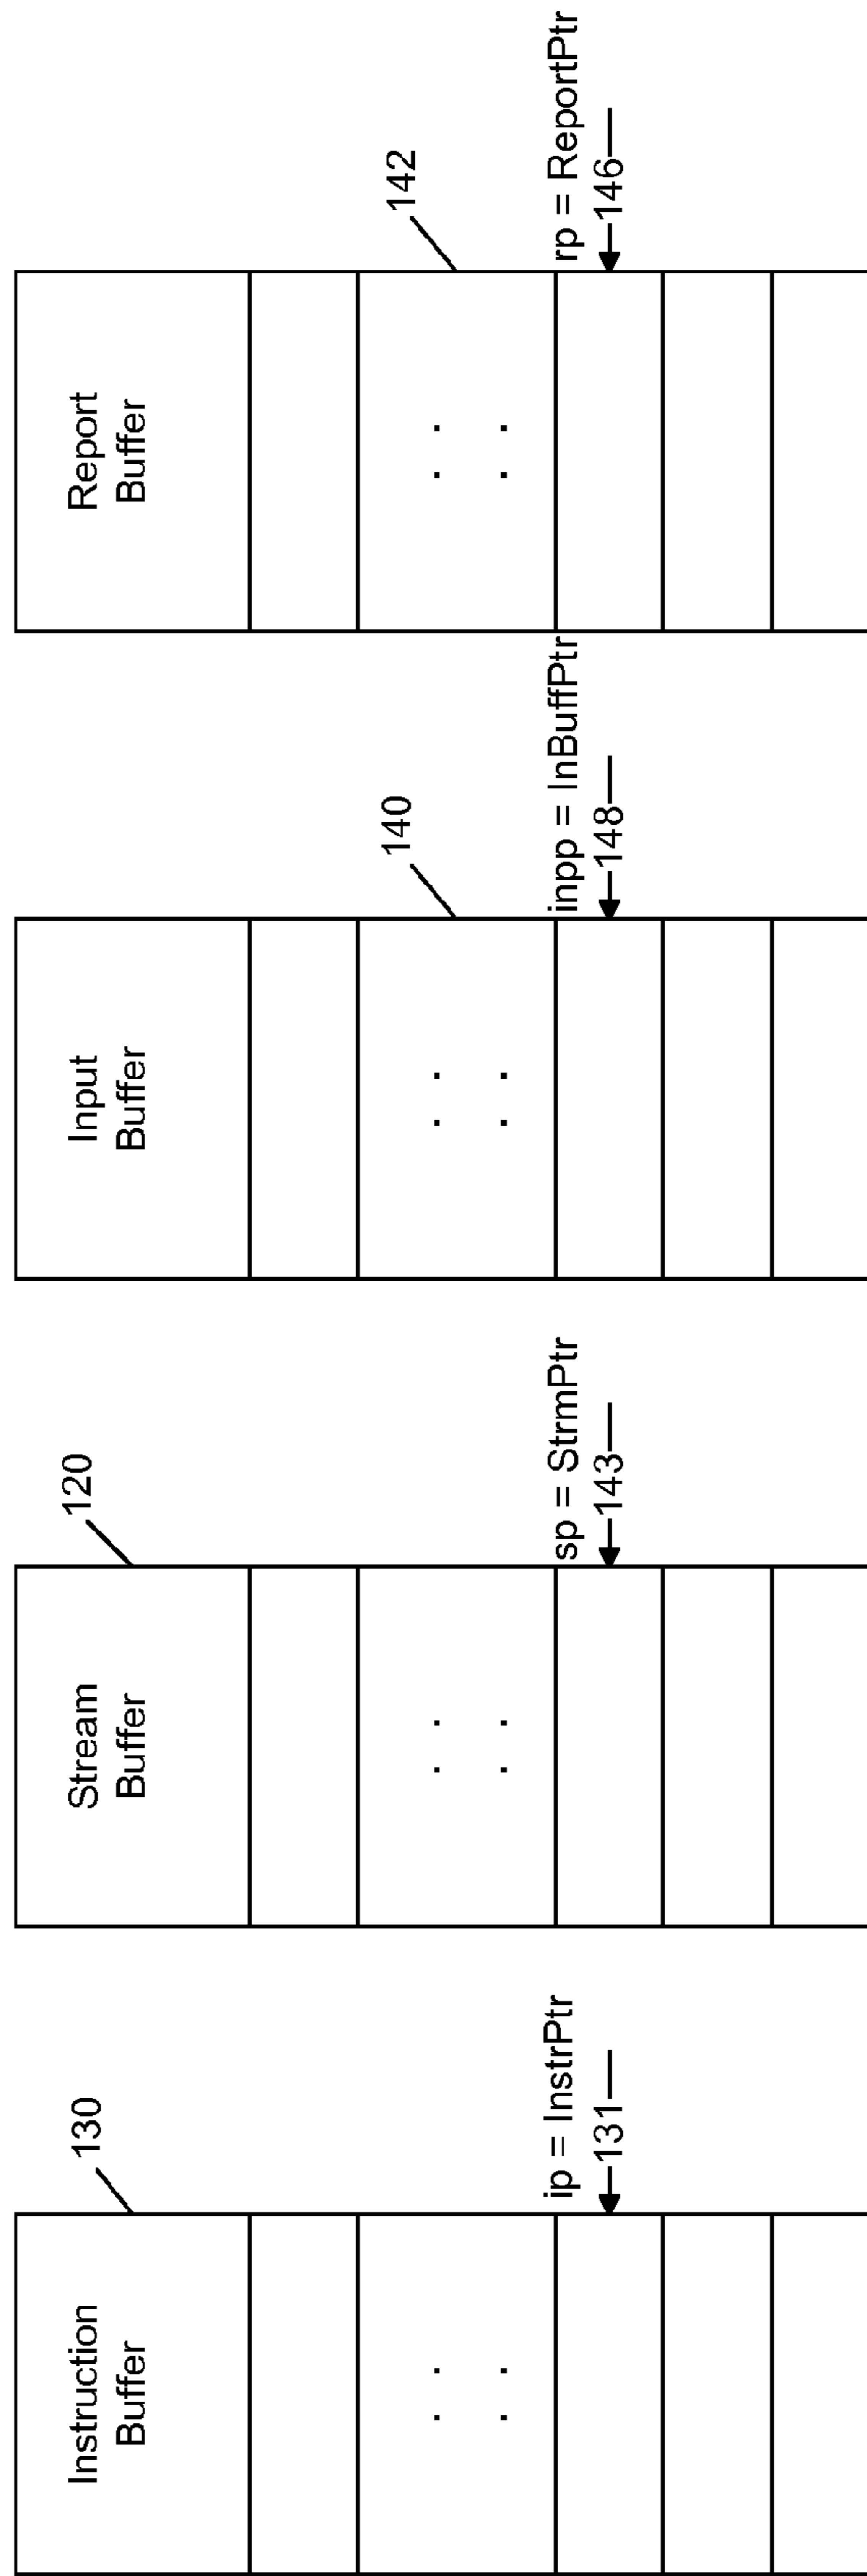 Instruction
Buffer
130
ip = InstrPtr
131
Stream
Buffer
120
sp = StrmPtr
143
Input
Buffer
140
inpp = InBuffPtr
148
Report
Buffer
142
rp = ReportPtr
146